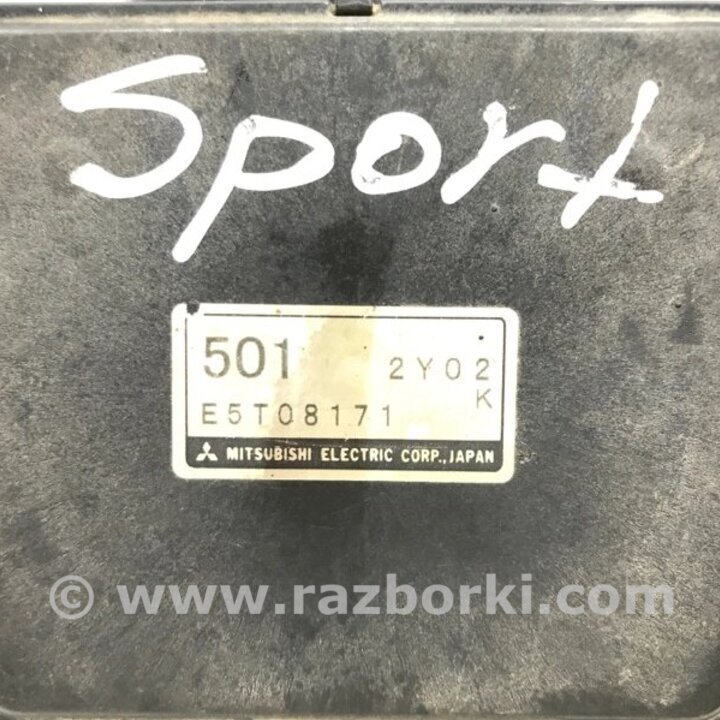 Sport
501 2Y02
E5T08171 K
MITSUBISHI ELECTRIC CORP., JAPAN
© www.razborki.com